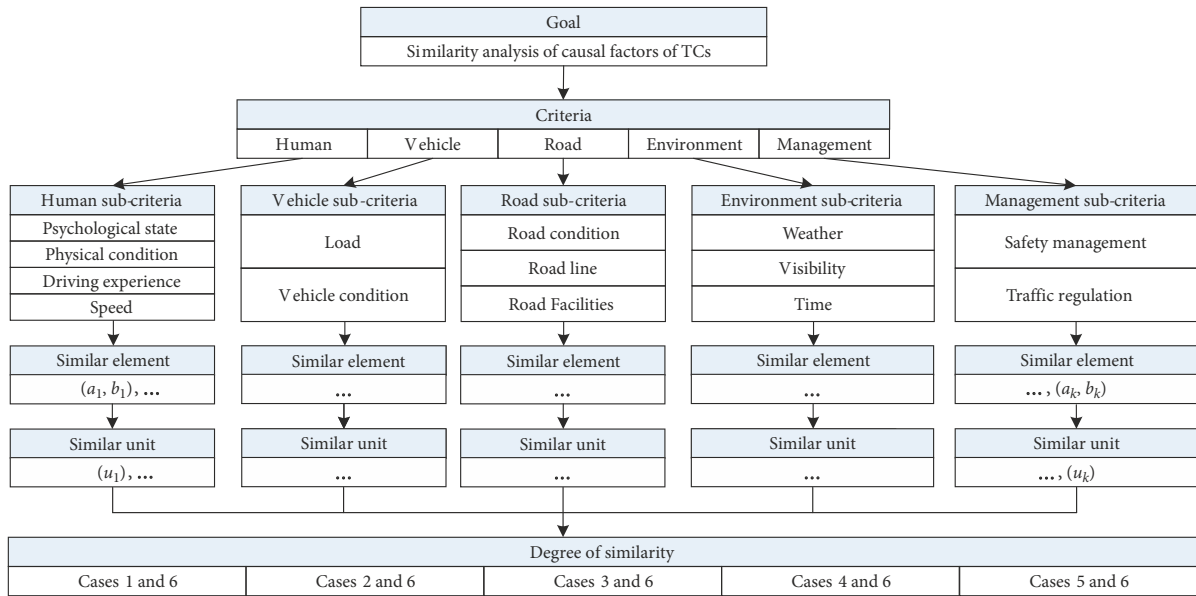 Goal
Similarity analysis of causal factors of TCs
Criteria
Human Vehicle Road Environment Management
Human sub-criteria
Psychological state
Physical condition
Driving experience
Speed
Vehicle sub-criteria
Load
Vehicle condition
Road sub-criteria
Road condition
Road line
Road Facilities
Environment sub-criteria
Weather
Visibility
Time
Management sub-criteria
Safety management
Traffic regulation
Similar element
(a₁, b₁), ...
Similar element
...
Similar element
...
Similar element
...
Similar element
... , (aₖ, bₖ)
Similar unit
(u₁), ...
Similar unit
...
Similar unit
...
Similar unit
...
Similar unit
... , (uₖ)
Degree of similarity
Cases 1 and 6 Cases 2 and 6 Cases 3 and 6 Cases 4 and 6 Cases 5 and 6